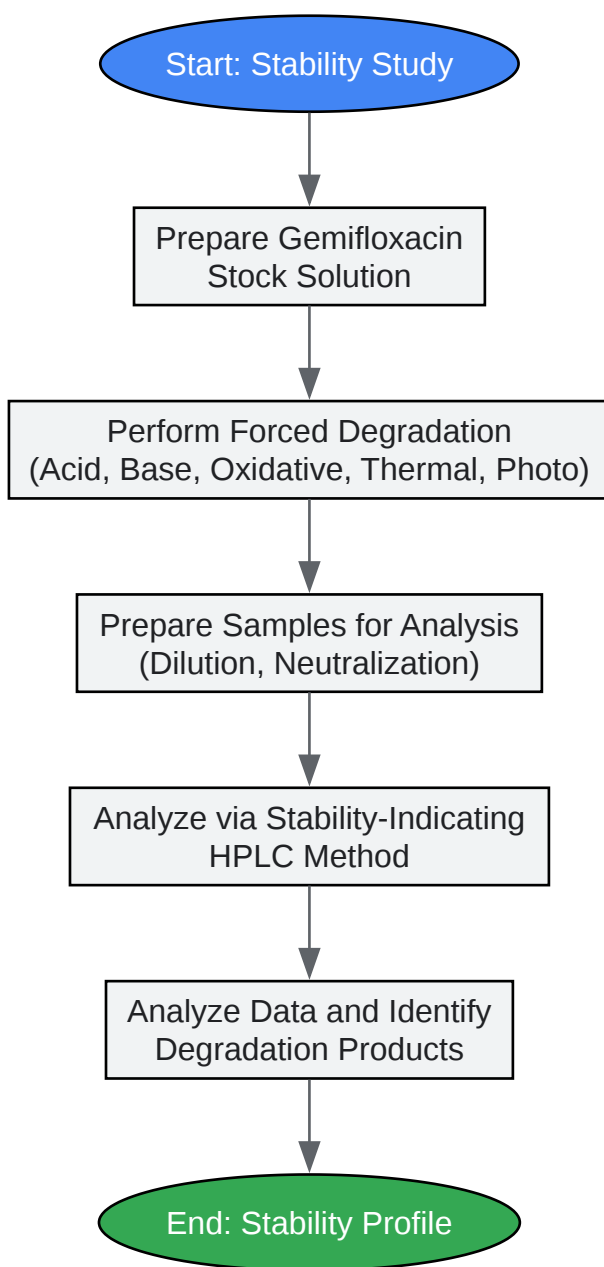 Start: Stability Study
Prepare Gemifloxacin
Stock Solution
Perform Forced Degradation
(Acid, Base, Oxidative, Thermal, Photo)
Prepare Samples for Analysis
(Dilution, Neutralization)
Analyze via Stability-Indicating
HPLC Method
Analyze Data and Identify
Degradation Products
End: Stability Profile